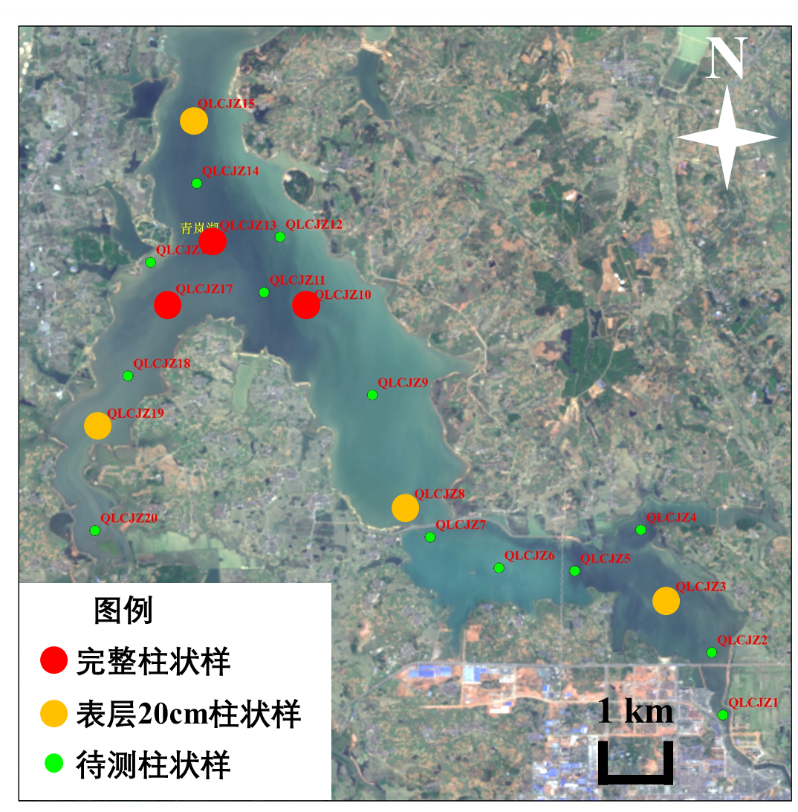 N
QLCJZ15
QLCJZ14
青岚湖
QLCJZ13
QLCJZ12
QLCJZ17
QLCJZ11
QLCJZ10
QLCJZ18
QLCJZ9
QLCJZ19
QLCJZ8
QLCJZ20
QLCJZ7
QLCJZ4
QLCJZ6
QLCJZ5
QLCJZ3
QLCJZ2
QLCJZ1
1 km
图例
完整柱状样
表层20cm柱状样
待测柱状样